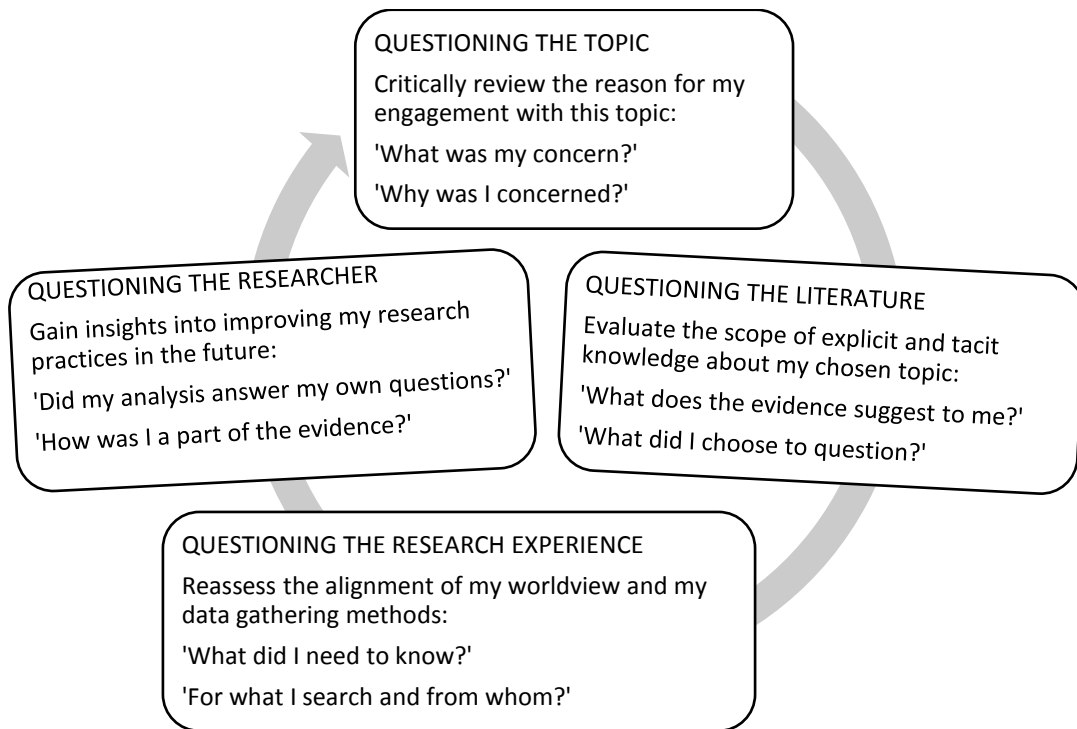 QUESTIONING THE TOPIC
Critically review the reason for my
engagement with this topic:
'What was my concern?'
'Why was I concerned?'
QUESTIONING THE LITERATURE
Evaluate the scope of explicit and tacit
knowledge about my chosen topic:
'What does the evidence suggest to me?'
'What did I choose to question?'
QUESTIONING THE RESEARCH EXPERIENCE
Reassess the alignment of my worldview and my
data gathering methods:
'What did I need to know?'
'For what I search and from whom?'
QUESTIONING THE RESEARCHER
Gain insights into improving my research
practices in the future:
'Did my analysis answer my own questions?'
'How was I a part of the evidence?'